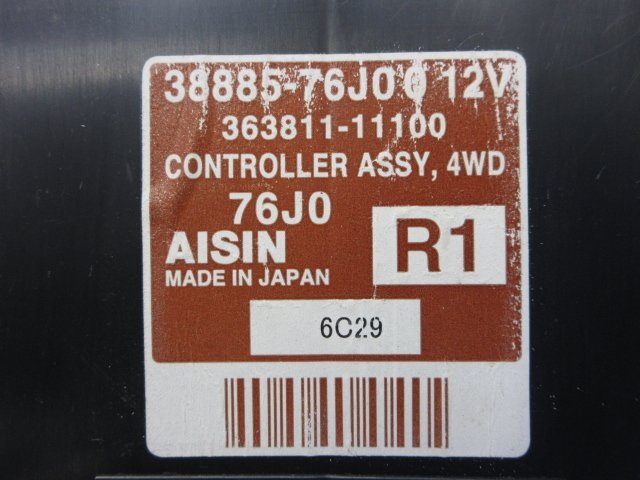 38885-76J00 12V
363811-11100
CONTROLLER ASSY, 4WD
76J0
R1
AISIN
MADE IN JAPAN
6C29